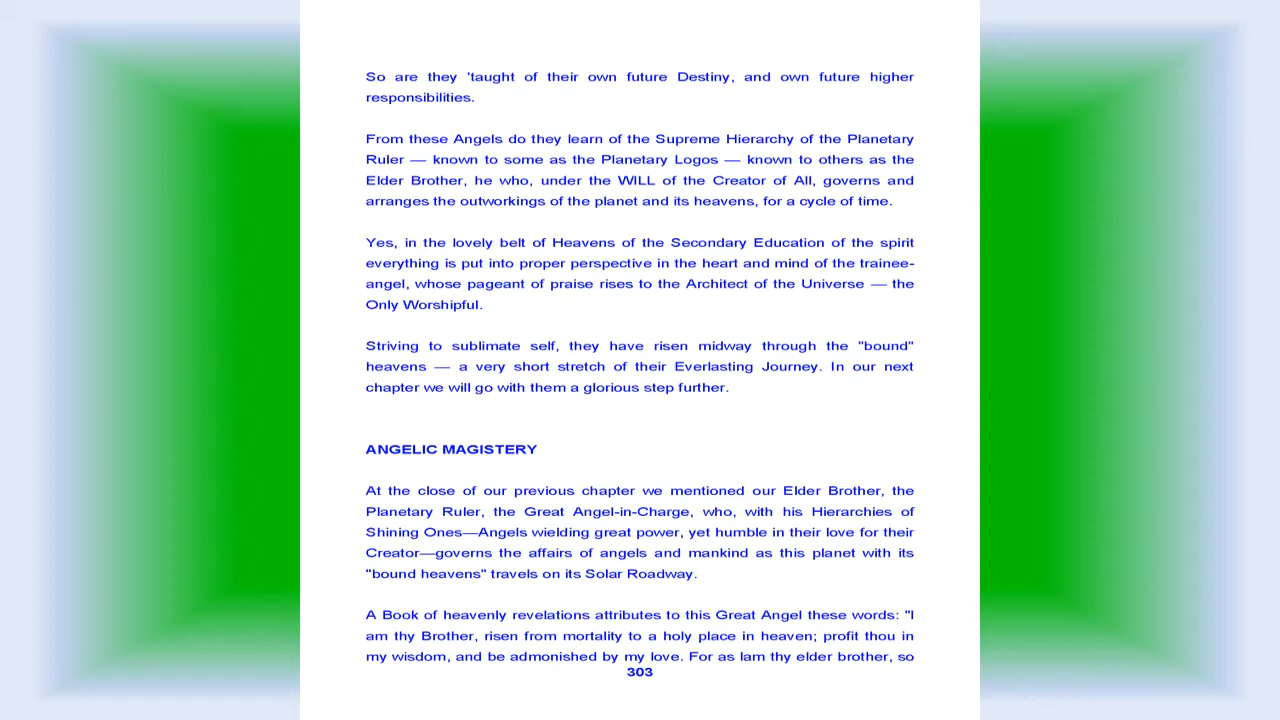 So are they 'taught of their own future Destiny, and own future higher
responsibilities.
From these Angels do they learn of the Supreme Hierarchy of the Planetary
Ruler — known to some as the Planetary Logos — known to others as the
Elder Brother, he who, under the WILL of the Creator of All, governs and
arranges the outworkings of the planet and its heavens, for a cycle of time.
Yes, in the lovely belt of Heavens of the Secondary Education of the spirit
everything is put into proper perspective in the heart and mind of the trainee-
angel, whose pageant of praise rises to the Architect of the Universe — the
Only Worshipful.
Striving to sublimate self, they have risen midway through the "bound"
heavens — a very short stretch of their Everlasting Journey. In our next
chapter we will go with them a glorious step further.
ANGELIC MAGISTERY
At the close of our previous chapter we mentioned our Elder Brother, the
Planetary Ruler, the Great Angel-in-Charge, who, with his Hierarchies of
Shining Ones—Angels wielding great power, yet humble in their love for their
Creator—governs the affairs of angels and mankind as this planet with its
"bound heavens" travels on its Solar Roadway.
A Book of heavenly revelations attributes to this Great Angel these words: "I
am thy Brother, risen from mortality to a holy place in heaven; profit thou in
my wisdom, and be admonished by my love. For as lam thy elder brother, so
303